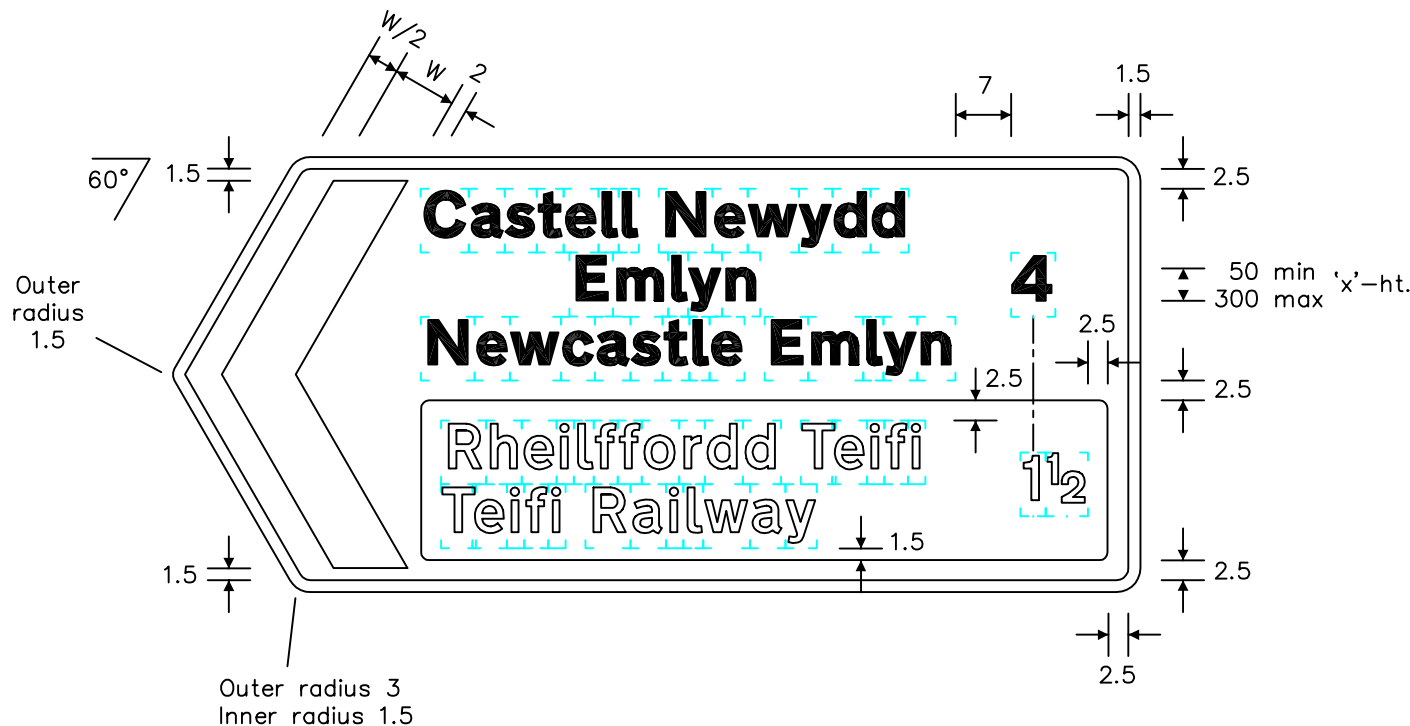 W/2
W
2
7
1.5
60°
1.5
2.5
Castell Newydd
Emlyn
4
Newcastle Emlyn
50 min
300 max
'x'-ht.
Outer
radius
1.5
2.5
2.5
2.5
Rheilffordd Teifi
Teifi Railway
1½
1.5
1.5
2.5
2.5
Outer radius 3
Inner radius 1.5